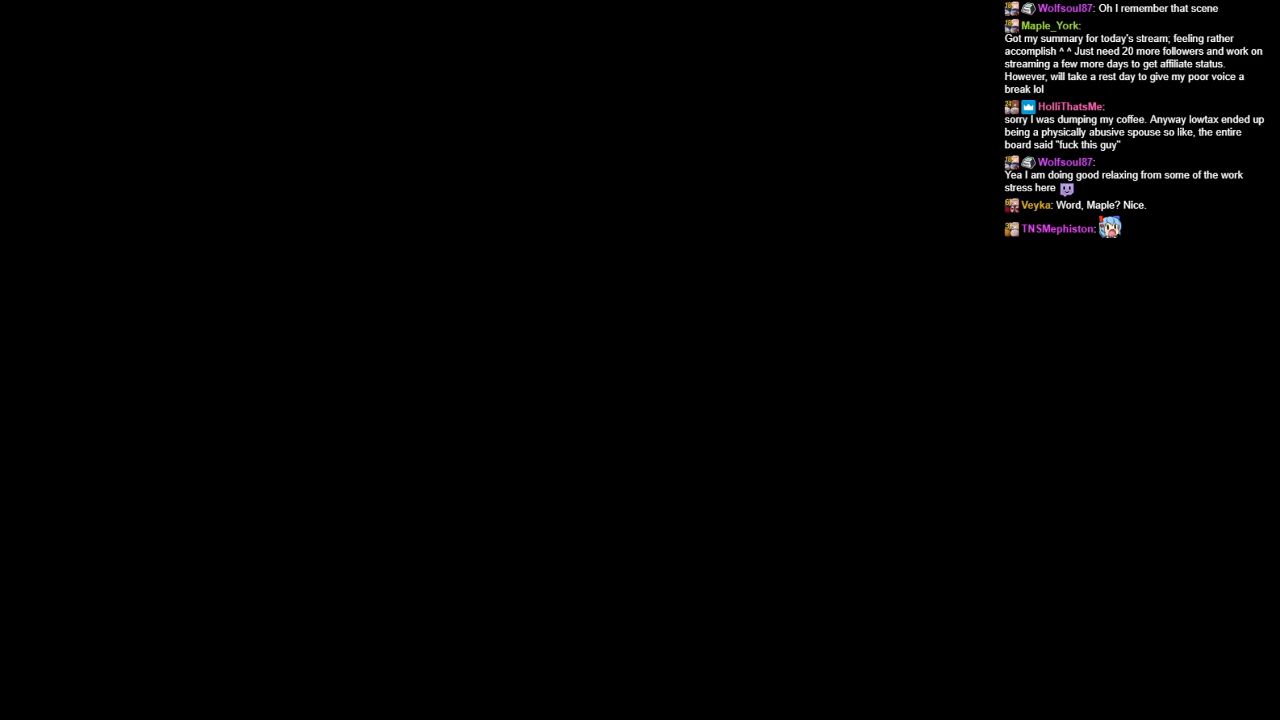 Wolfsoul87: Oh I remember that scene
Maple_York:
Got my summary for today's stream; feeling rather
accomplish ^ ^ Just need 20 more followers and work on
streaming a few more days to get affiliate status.
However, will take a rest day to give my poor voice a
break lol
HolliThatsMe:
sorry I was dumping my coffee. Anyway lowtax ended up
being a physically abusive spouse so like, the entire
board said "fuck this guy"
Wolfsoul87:
Yea I am doing good relaxing from some of the work
stress here
Veyka: Word, Maple? Nice.
TNSMephiston: